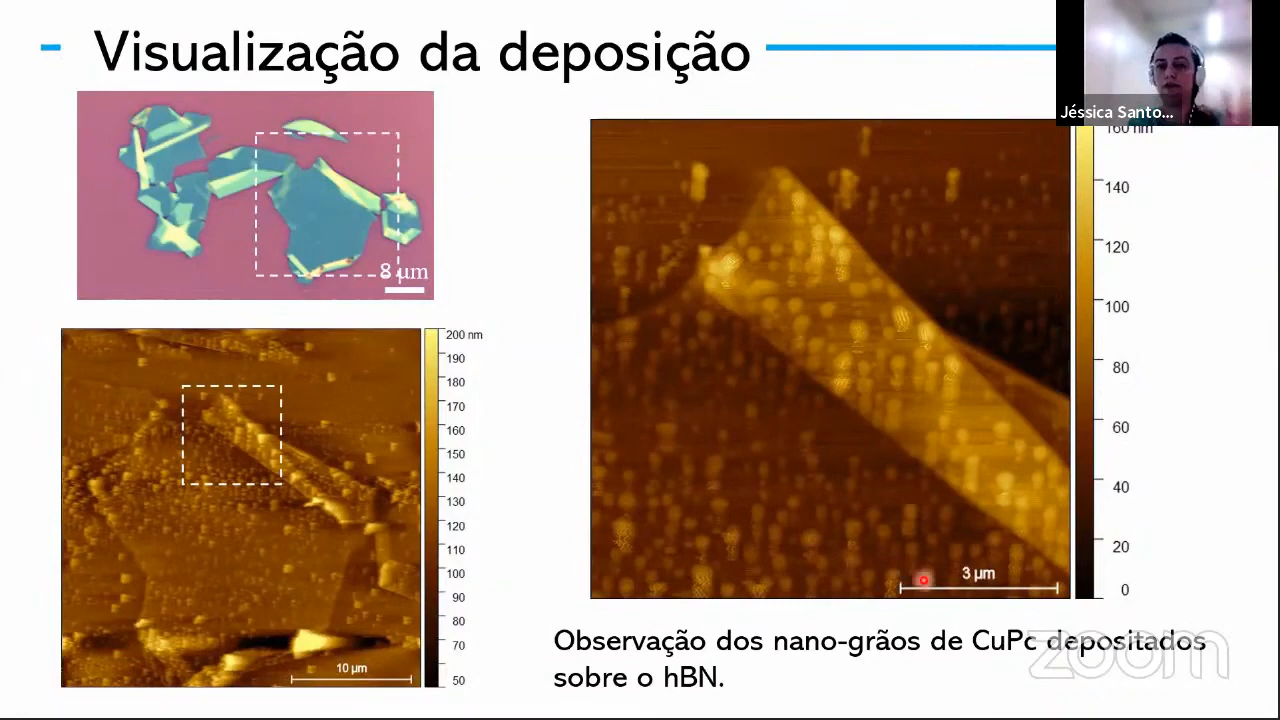 Visualização da deposição
Jéssica Santo...
8 μm
200 nm
190
180
170
160
150
140
130
120
110
100
90
80
70
50
10 μm
160 nm
140
120
100
80
60
40
20
0
3 μm
Observação dos nano-grãos de CuPc depositados
sobre o hBN.
zoom